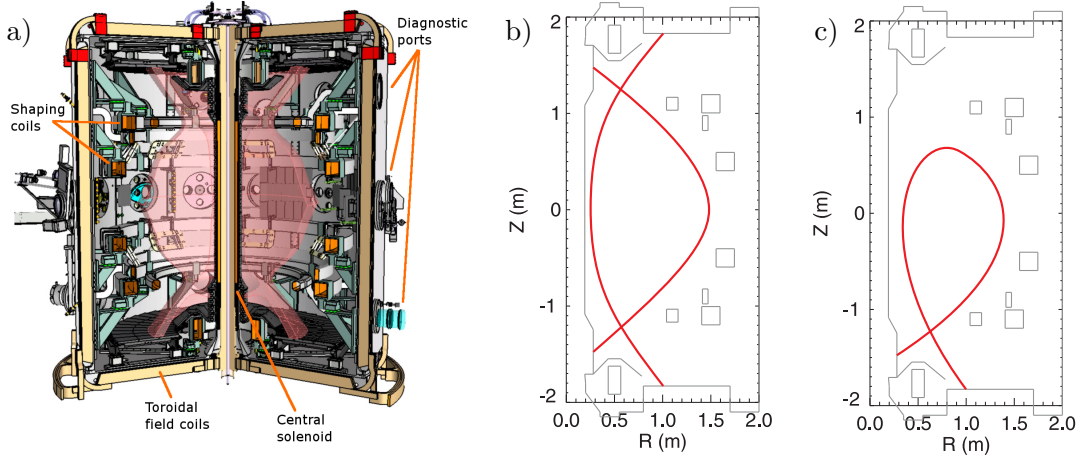 a)
Diagnostic
ports
Shaping
coils
Toroidal
field coils
Central
solenoid
b)
2
1
0
-1
-2
Z (m)
0.0 0.5 1.0 1.5 2.0
R (m)
c)
2
1
0
-1
-2
Z (m)
0.0 0.5 1.0 1.5 2.0
R (m)